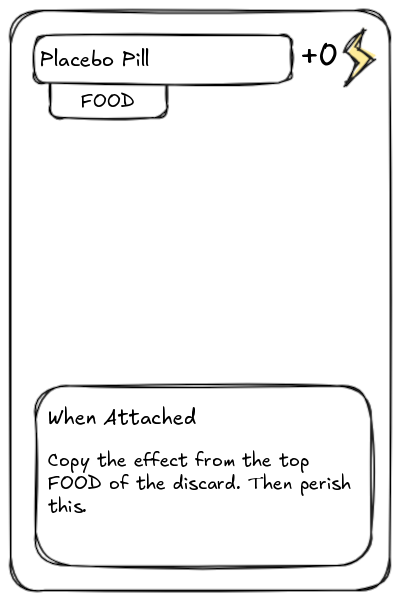 Placebo Pill
+0
FOOD
When Attached
Copy the effect from the top
FOOD of the discard. Then perish
this.